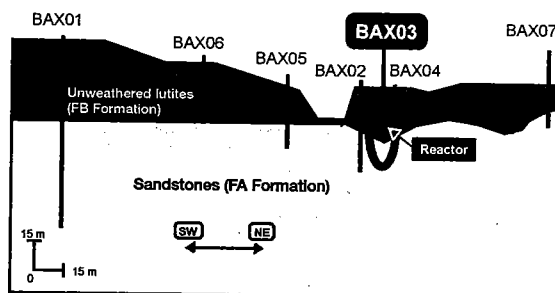 BAX01
BAX06
BAX05
BAX02
BAX03
BAX04
BAX07
Unweathered lutites
(FB Formation)
Reactor
Sandstones (FA Formation)
SW
NE
15 m
0
15 m